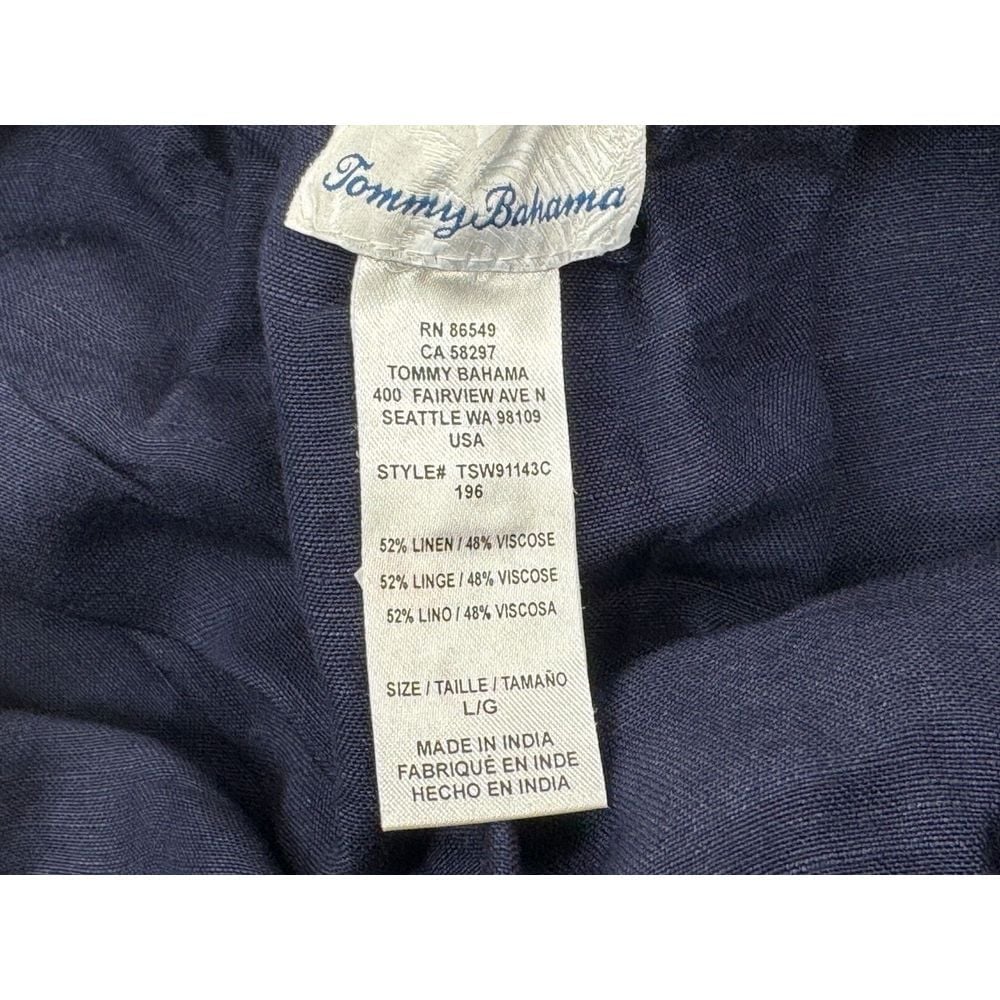 Tommy Bahama
RN 86549
CA 58297
TOMMY BAHAMA
400 FAIRVIEW AVE N
SEATTLE WA 98109
USA
STYLE# TSW91143C
196
52% LINEN / 48% VISCOSE
52% LINGE / 48% VISCOSE
52% LINO / 48% VISCOSA
SIZE / TAILLE / TAMAÑO
L/G
MADE IN INDIA
FABRIQUÉ EN INDE
HECHO EN INDIA